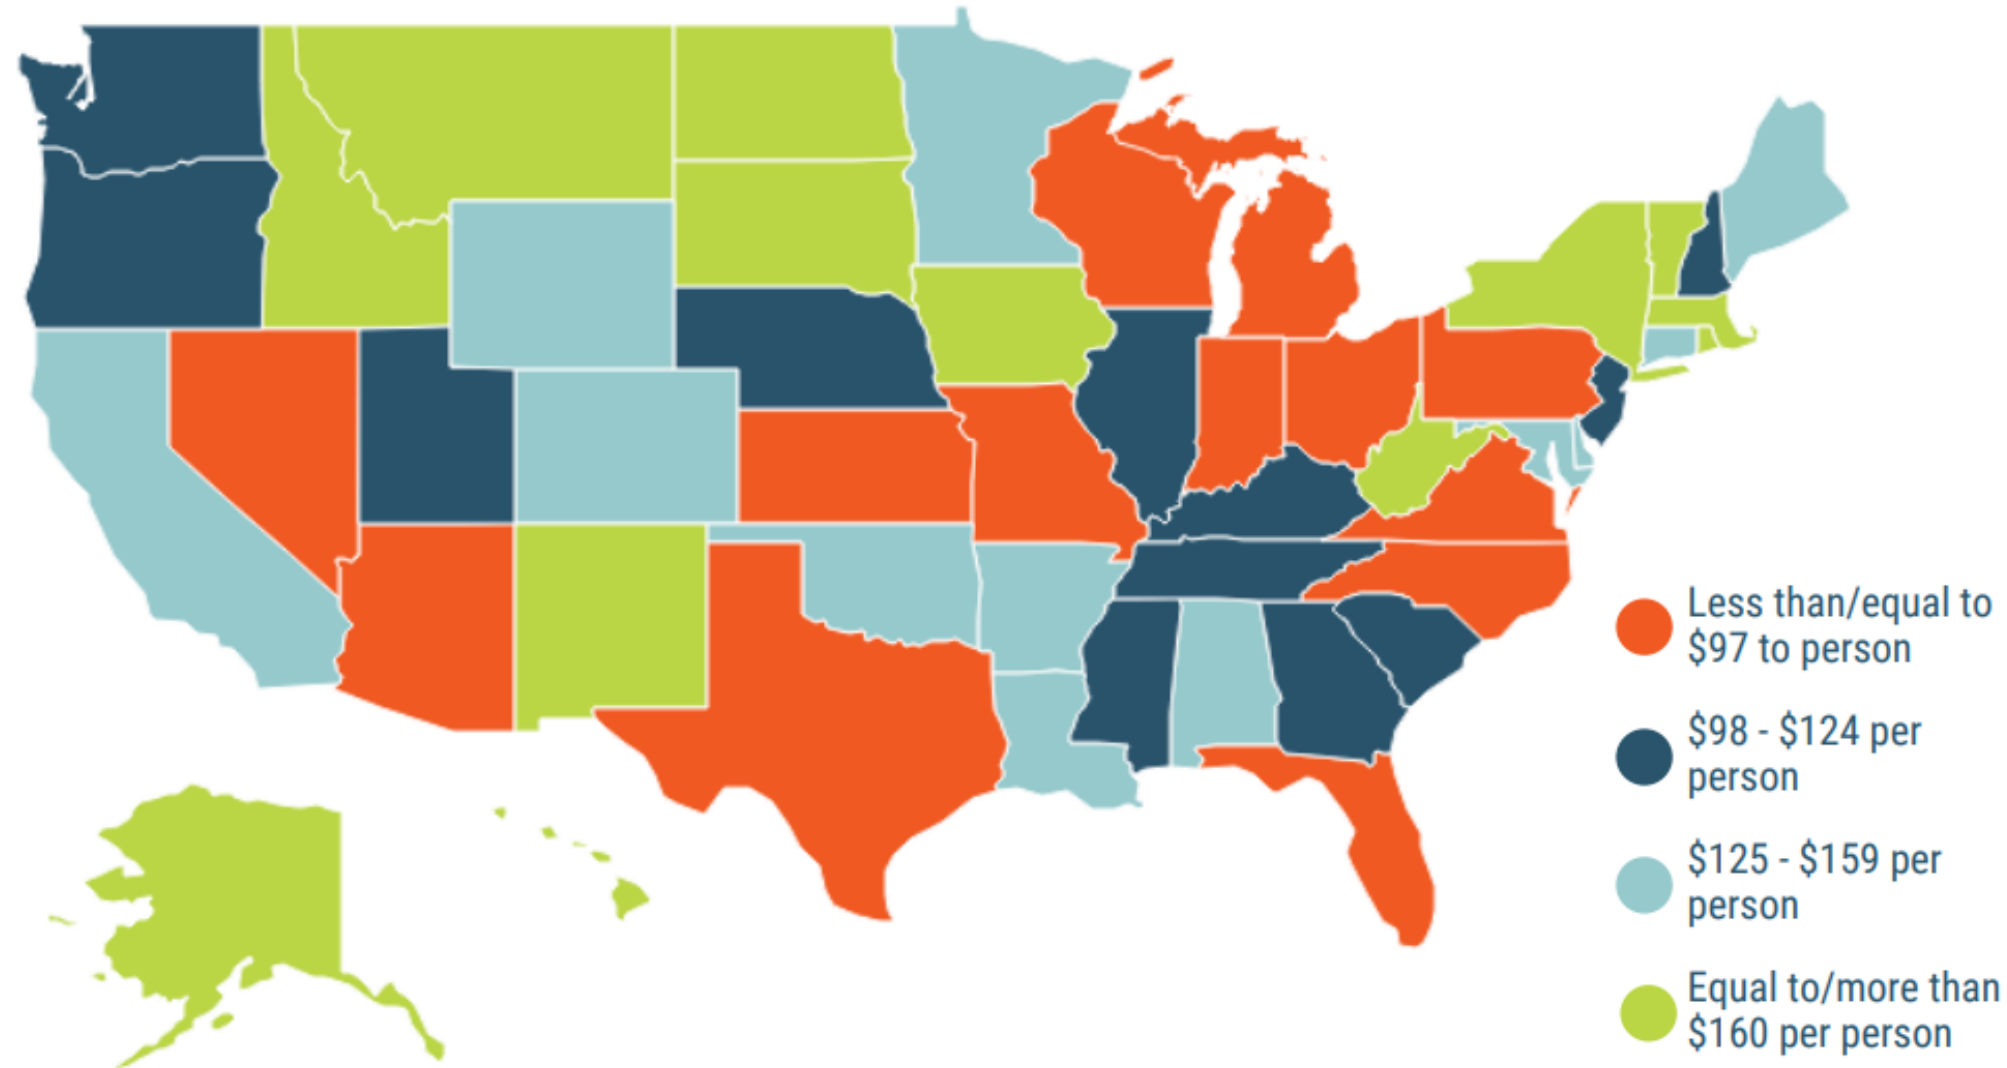 Less than/equal to
$97 to person
$98 - $124 per
person
$125 - $159 per
person
Equal to/more than
$160 per person